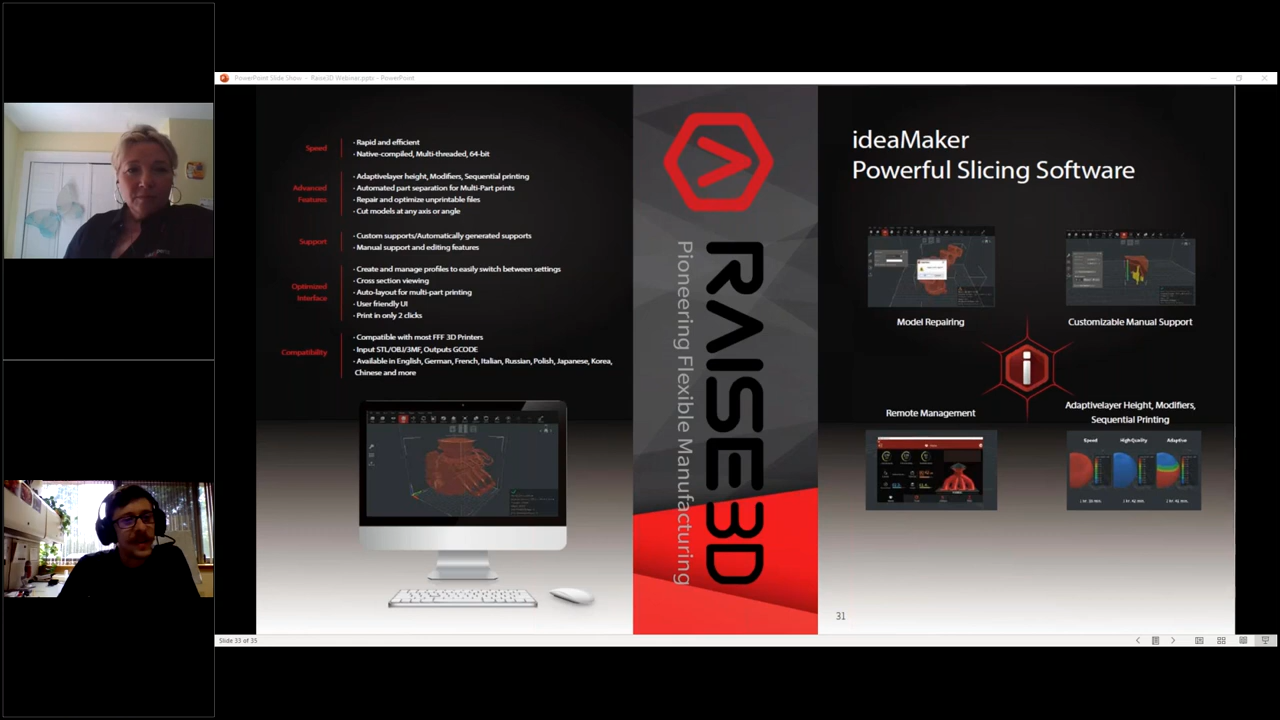 PowerPoint Slide Show - Raise3D Webinar.pptx - PowerPoint
Speed
· Rapid and efficient
· Native-compiled, Multi-threaded, 64-bit
Advanced
Features
· Adaptivelayer height, Modifiers, Sequential printing
· Automated part separation for Multi-Part prints
· Repair and optimize unprintable files
· Cut models at any axis or angle
Support
· Custom supports/Automatically generated supports
· Manual support and editing features
Optimized
Interface
· Create and manage profiles to easily switch between settings
· Cross section viewing
· Auto-layout for multi-part printing
· User friendly UI
· Print in only 2 clicks
Compatibility
· Compatible with most FFF 3D Printers
· Input STL/OBJ/3MF, Outputs GCODE
· Available in English, German, French, Italian, Russian, Polish, Japanese, Korea,
Chinese and more
RAISE3D
Pioneering Flexible Manufacturing
ideaMaker
Powerful Slicing Software
Model Repairing
Customizable Manual Support
Remote Management
Adaptivelayer Height, Modifiers,
Sequential Printing
Speed
HighQuality
Adaptive
31
Slide 33 of 35